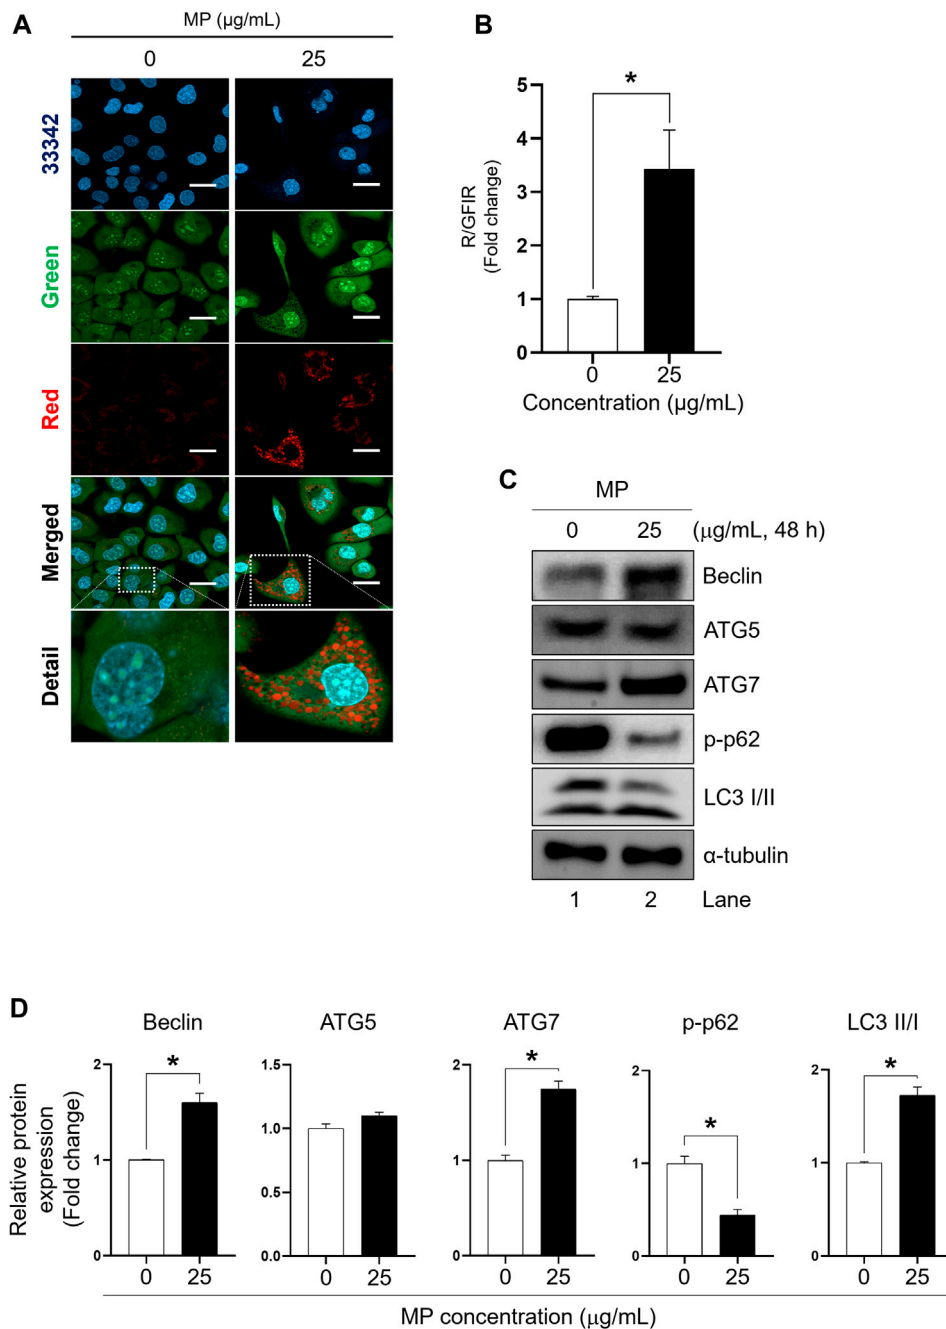 A
MP (µg/mL)
0 25
33342
Green
Red
Merged
Detail
B
*
R/GFIR
(Fold change)
5
4
3
2
1
0
0 25
Concentration (µg/mL)
C
MP
0 25 (µg/mL, 48 h)
Beclin
ATG5
ATG7
p-p62
LC3 I/II
α-tubulin
1 2 Lane
D
Relative protein
expression
(Fold change)
Beclin
*
2
1
0
0 25
ATG5
1.5
1.0
0.5
0.0
0 25
ATG7
*
2
1
0
0 25
p-p62
*
2
1
0
0 25
LC3 II/I
*
2
1
0
0 25
MP concentration (µg/mL)